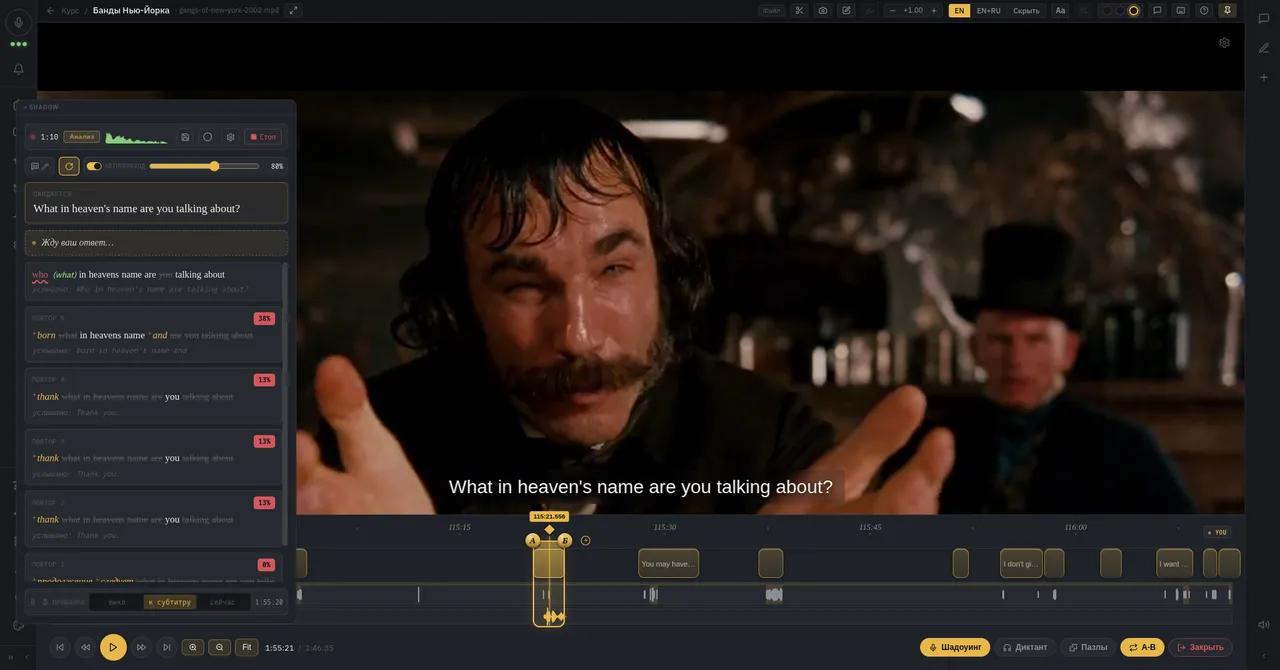 Курс / Банды Нью-Йорка gangs-of-new-york-2002.mpd
Файл
+1.00
EN EN+RU Скрыть Aa
SHADOW
1:10 Анализ Стоп
80%
ОЖИДАЕТСЯ
What in heaven's name are you talking about?
Жду ваш ответ…
who (what) in heavens name are you talking about
услышано: Who in heaven's name are talking about?
ПОВТОР 5 38%
+born what in heavens name +and are you talking about
услышано: born in heaven's name and
ПОВТОР 4 13%
+thank what in heavens name are you talking about
услышано: Thank you.
ПОВТОР 3 13%
+thank what in heavens name are you talking about
услышано: Thank you.
ПОВТОР 2 13%
+thank what in heavens name are you talking about
услышано: Thank you.
ПОВТОР 1 0%
выкл к субтитру сейчас 1:55:20
What in heaven's name are you talking about?
115:21.556
115:15 115:30 115:45 116:00
YOU
А Б
You may have… I don't gi… I want …
Fit 1:55:21 / 2:46:35
Шадоуинг Диктант Пазлы A-B Закрыть